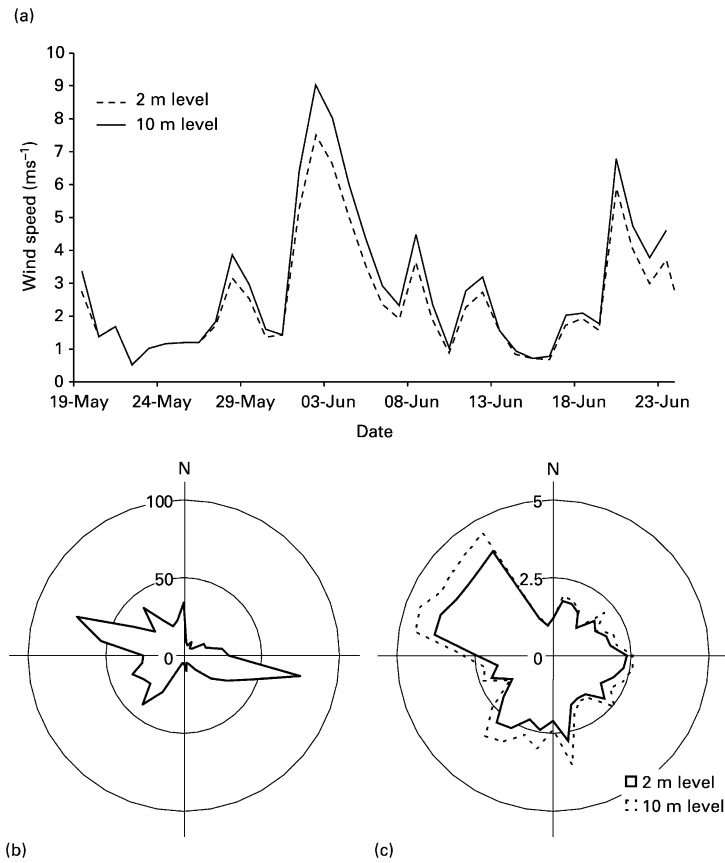 (a)
10
9
8
7
6
5
4
3
2
1
0
Wind speed (ms⁻¹)
2 m level
10 m level
19-May 24-May 29-May 03-Jun 08-Jun 13-Jun 18-Jun 23-Jun
Date
N
100
50
0
(b)
N
5
2.5
0
2 m level
10 m level
(c)